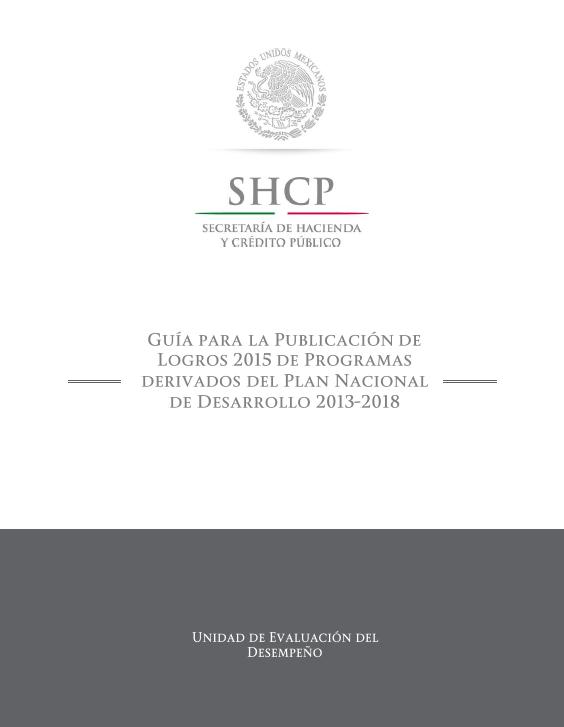 ESTADOS UNIDOS MEXICANOS
SHCP
SECRETARÍA DE HACIENDA
Y CRÉDITO PÚBLICO
GUÍA PARA LA PUBLICACIÓN DE
LOGROS 2015 DE PROGRAMAS
DERIVADOS DEL PLAN NACIONAL
DE DESARROLLO 2013-2018
UNIDAD DE EVALUACIÓN DEL
DESEMPEÑO